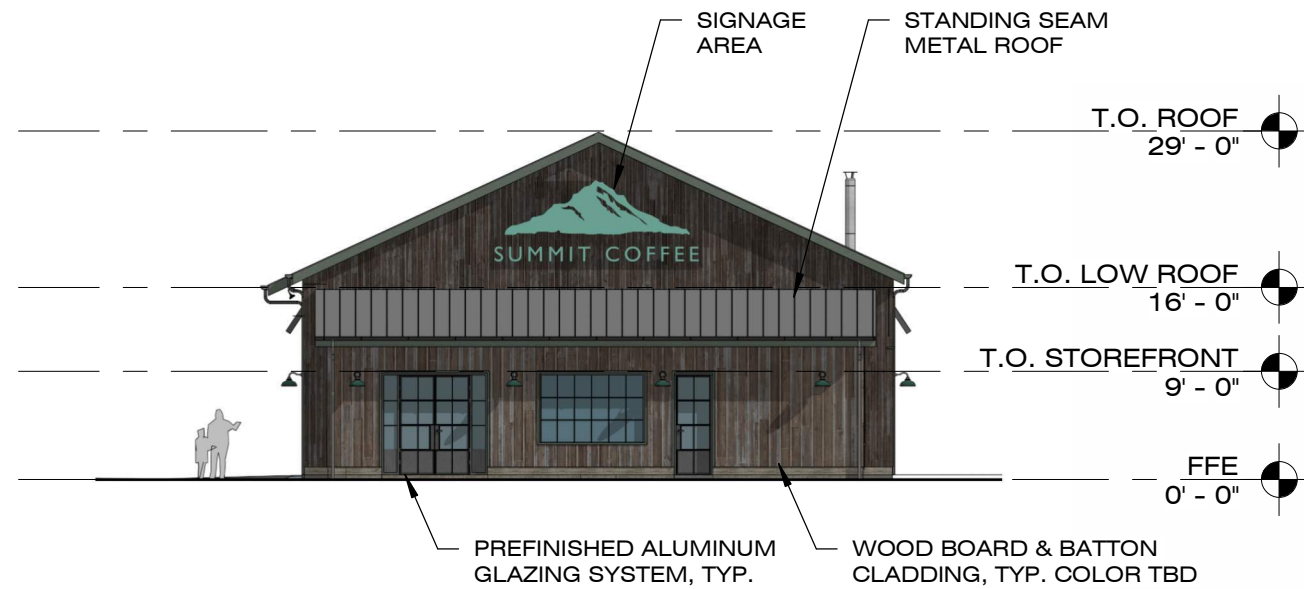 SIGNAGE
AREA
STANDING SEAM
METAL ROOF
T.O. ROOF
29' - 0"
SUMMIT COFFEE
T.O. LOW ROOF
16' - 0"
T.O. STOREFRONT
9' - 0"
FFE
0' - 0"
PREFINISHED ALUMINUM
GLAZING SYSTEM, TYP.
WOOD BOARD & BATTON
CLADDING, TYP. COLOR TBD